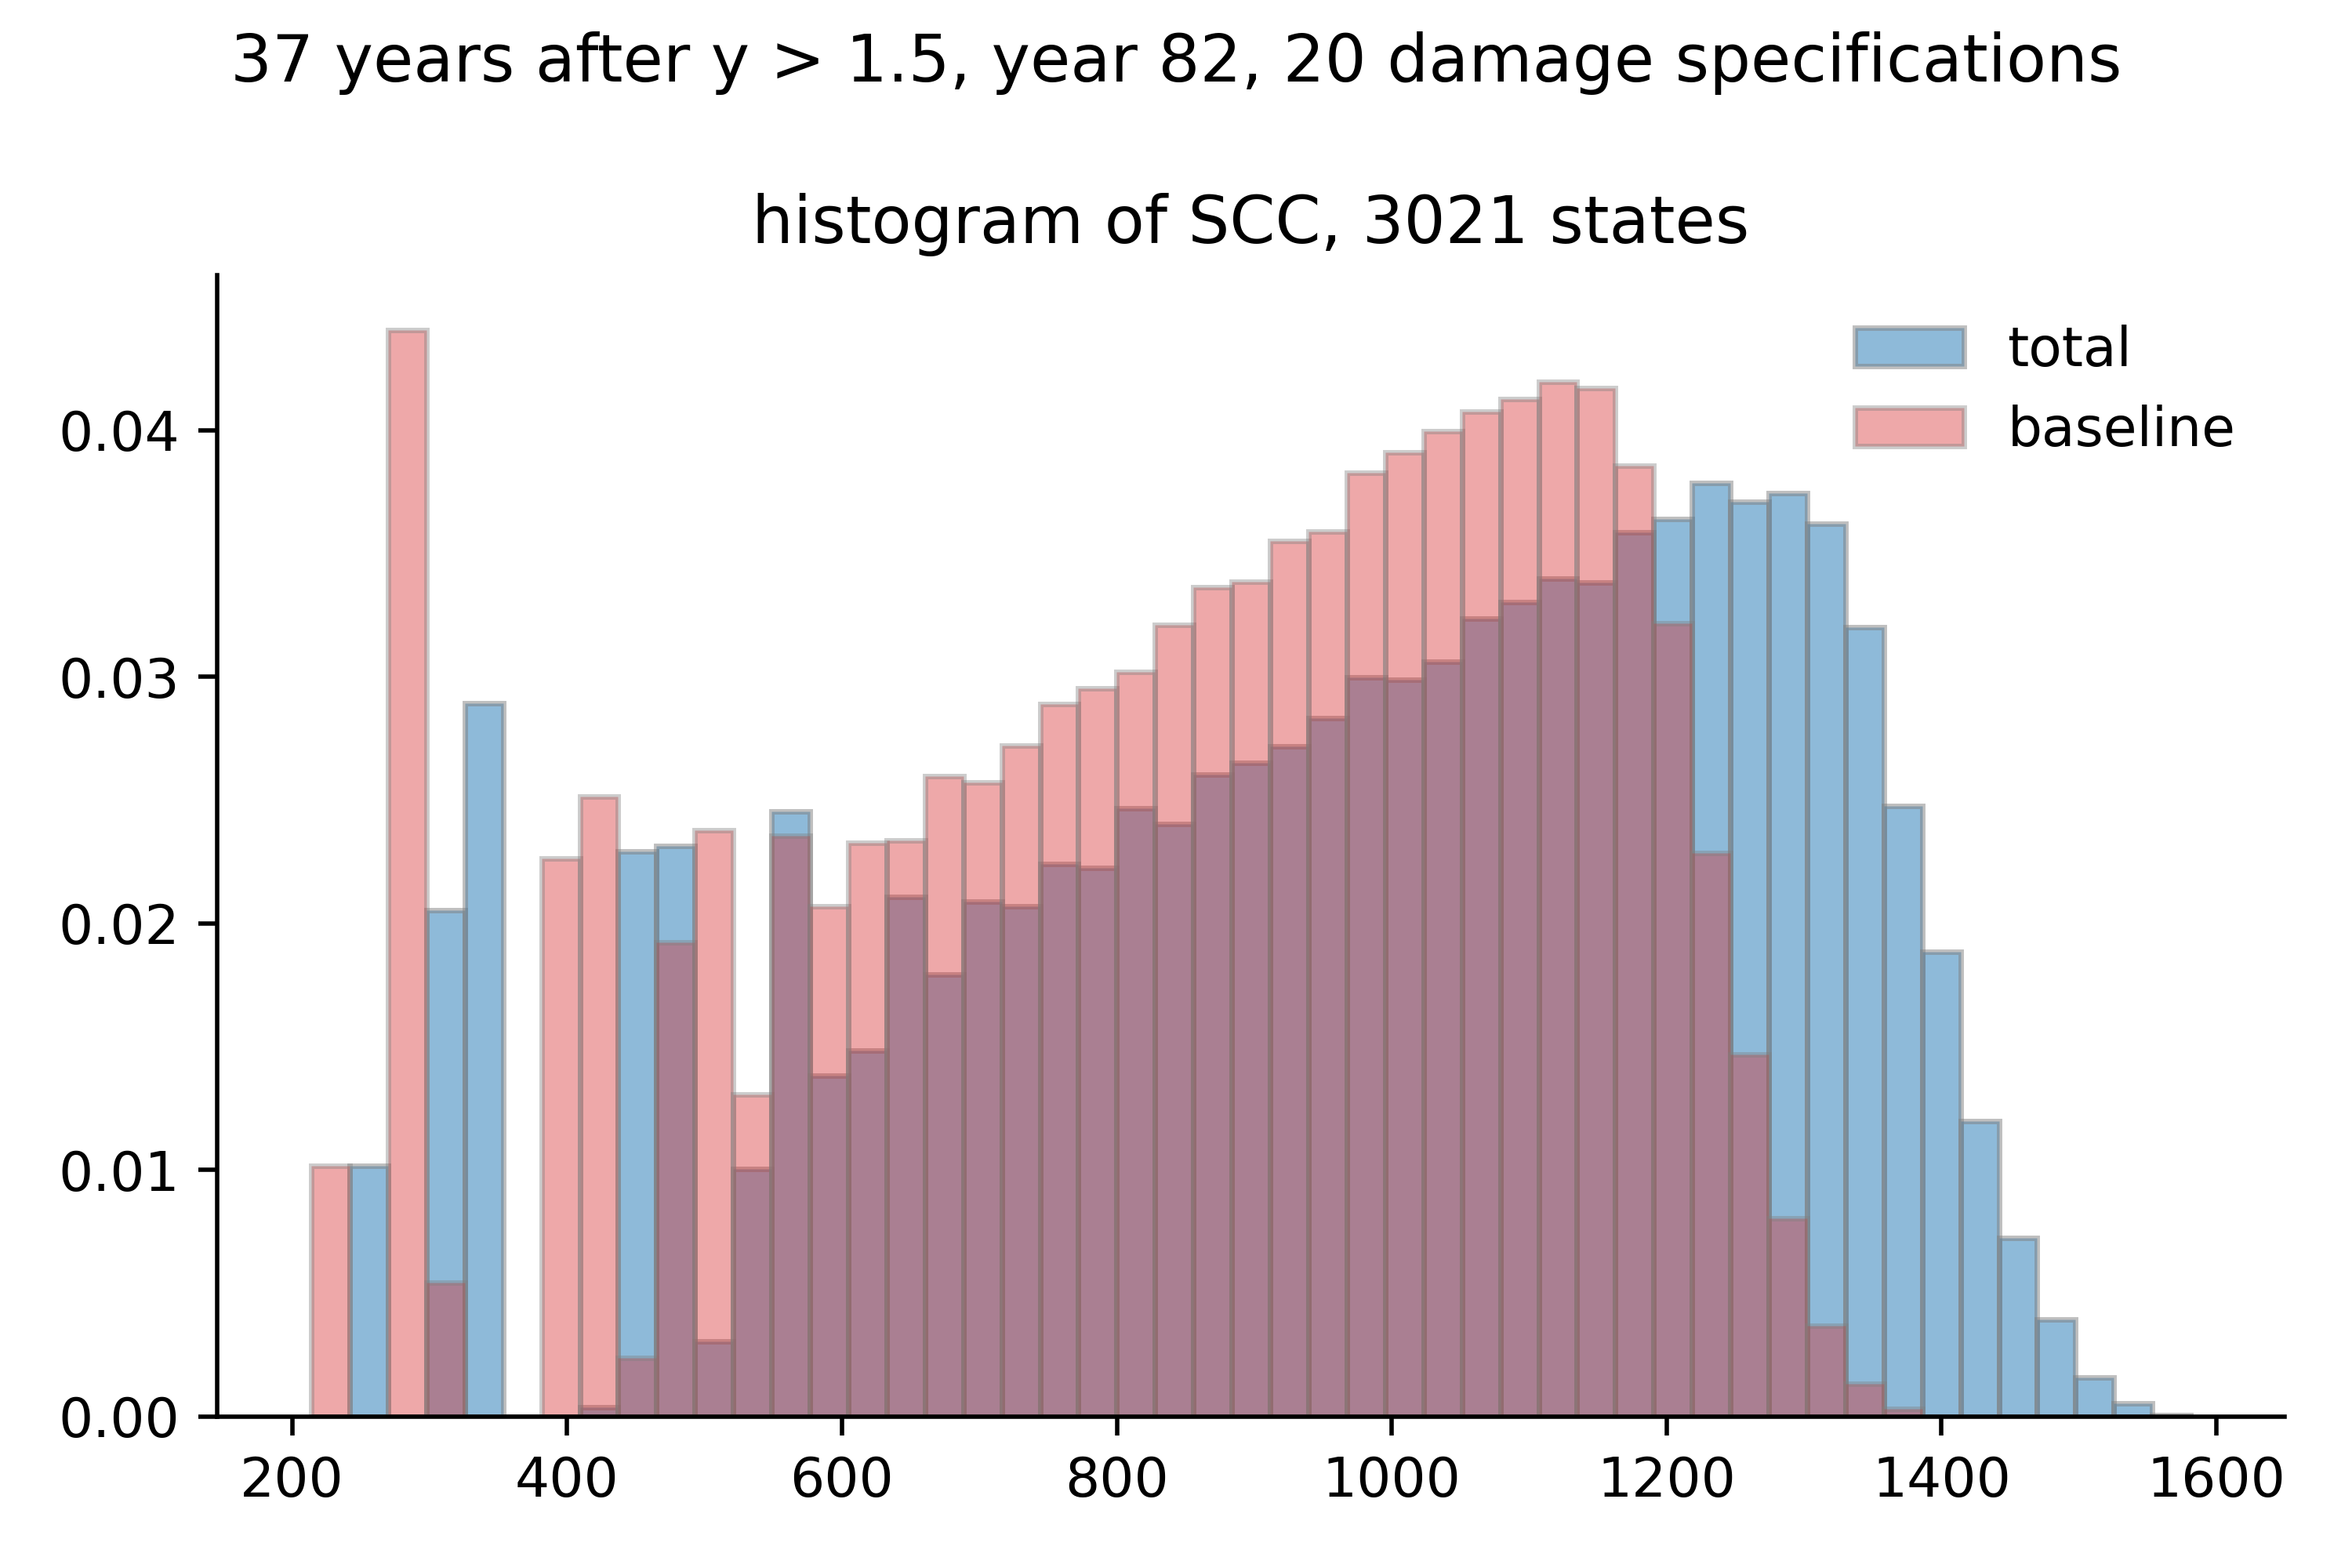 37 years after y > 1.5, year 82, 20 damage specifications
histogram of SCC, 3021 states
total
baseline
0.04
0.03
0.02
0.01
0.00
200 400 600 800 1000 1200 1400 1600